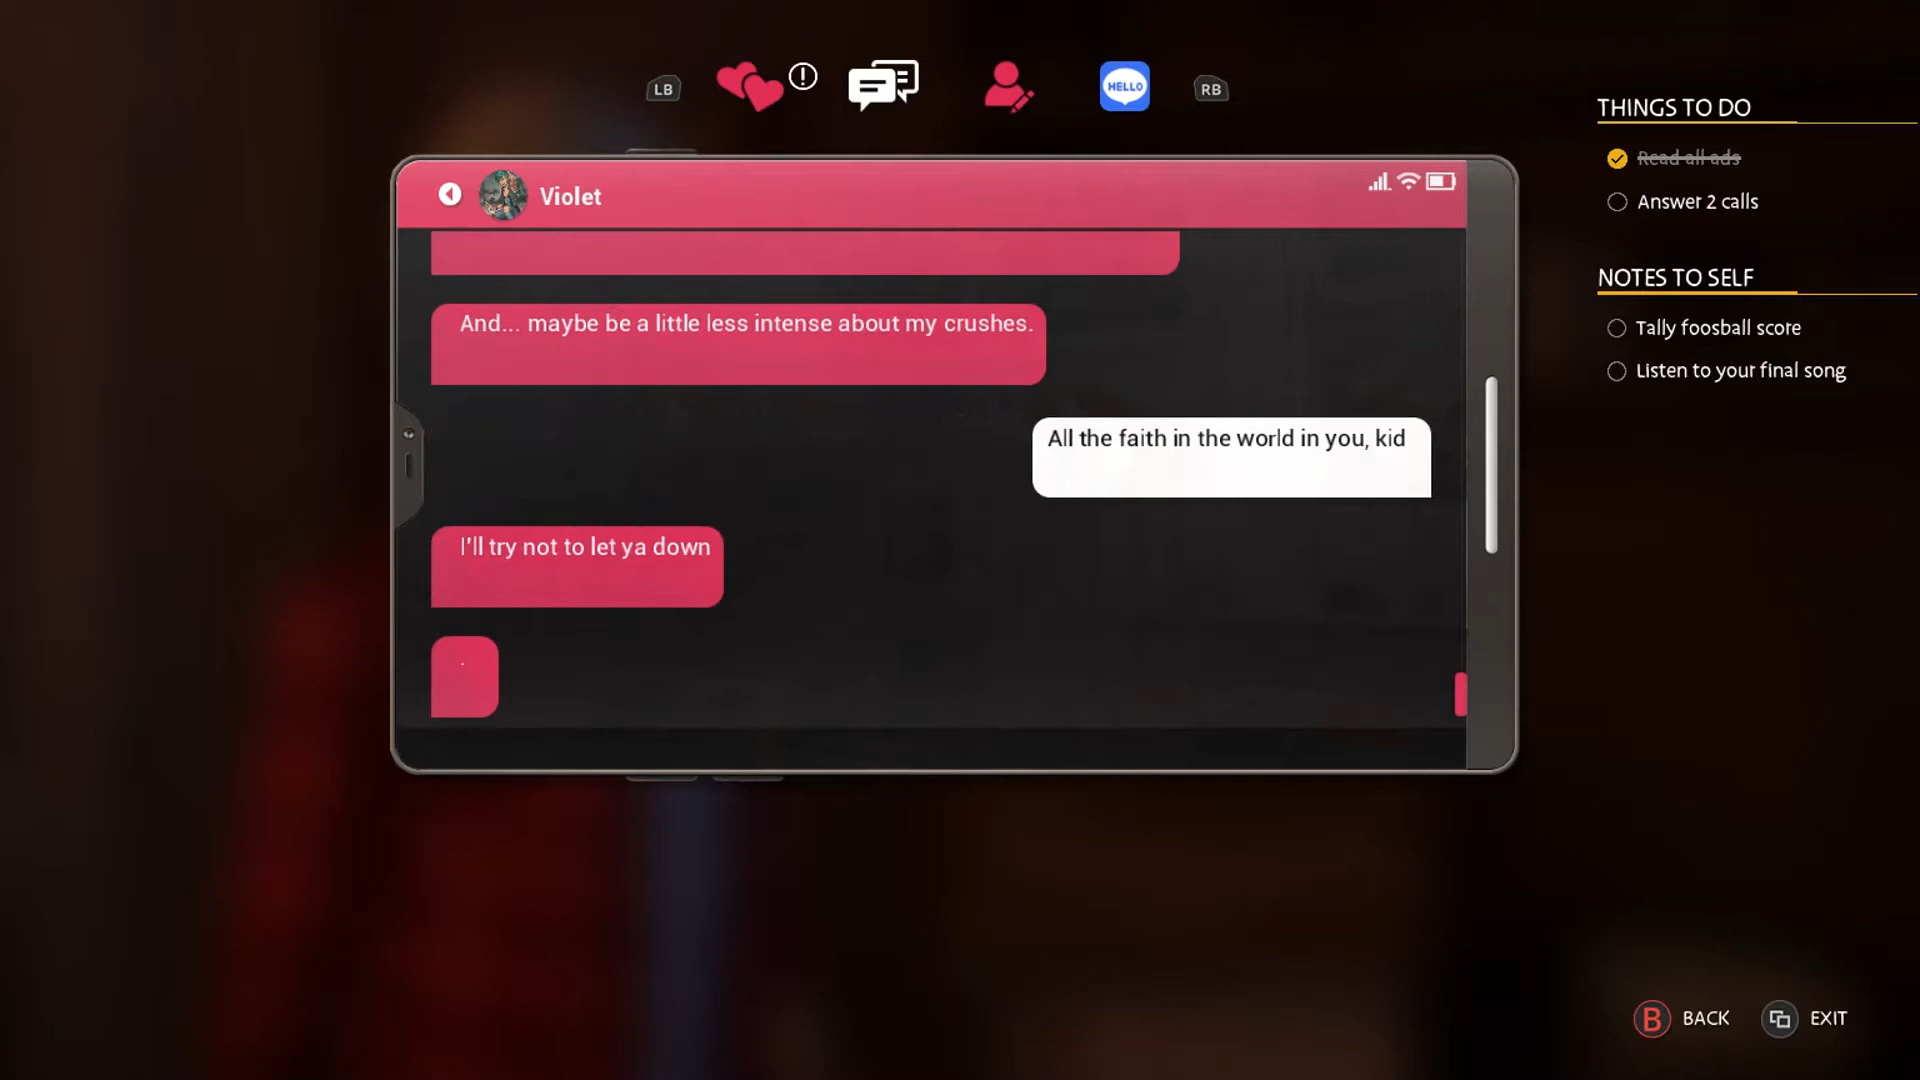 LB
!
HELLO
RB
Violet
And... maybe be a little less intense about my crushes.
All the faith in the world in you, kid
I'll try not to let ya down
.
THINGS TO DO
Read all ads
Answer 2 calls
NOTES TO SELF
Tally foosball score
Listen to your final song
B BACK
EXIT